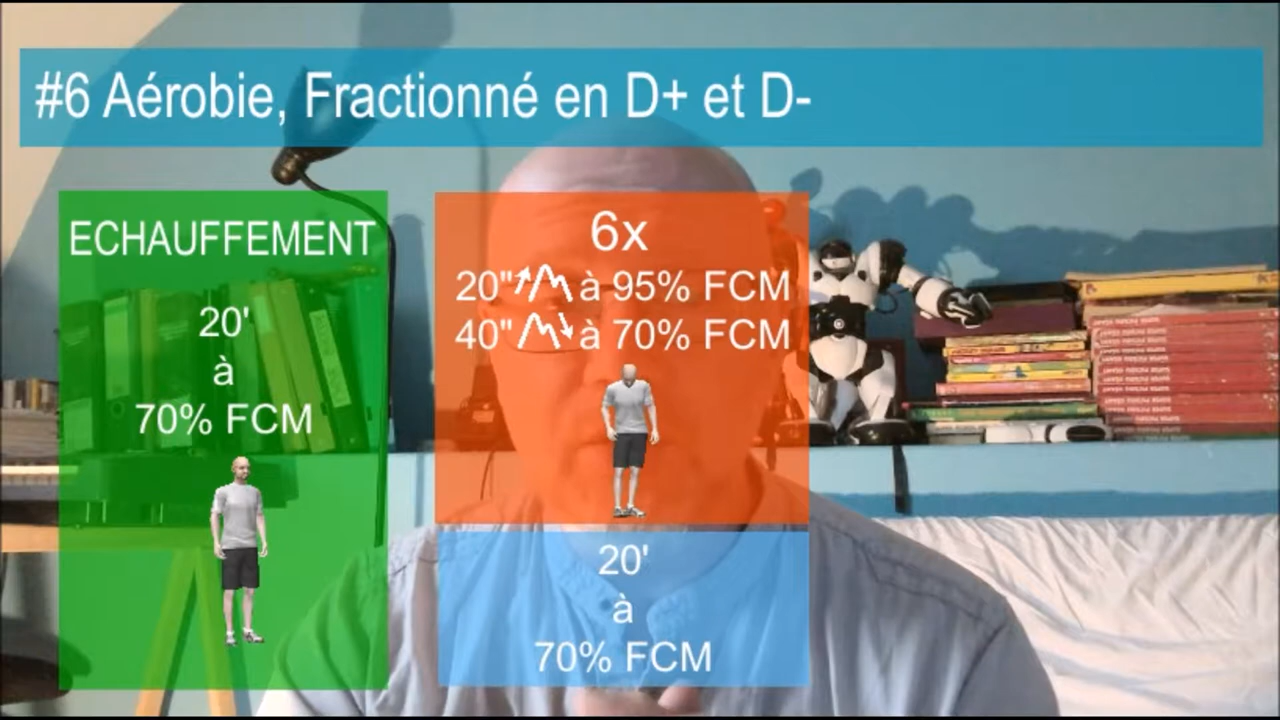 #6 Aérobie, Fractionné en D+ et D-
ECHAUFFEMENT
20'
à
70% FCM
6x
20" à 95% FCM
40" à 70% FCM
20'
à
70% FCM